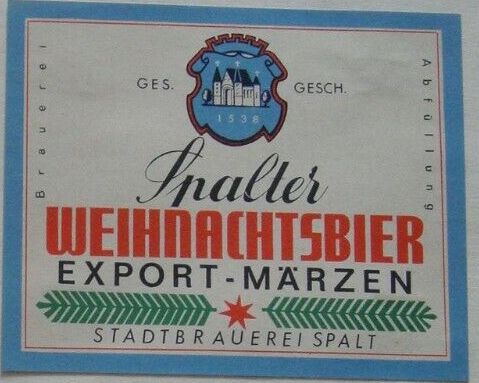 Brauerei
Abfüllung
GES. GESCH.
1538
Spalter
WEIHNACHTSBIER
EXPORT-MÄRZEN
STADTBRAUEREI SPALT